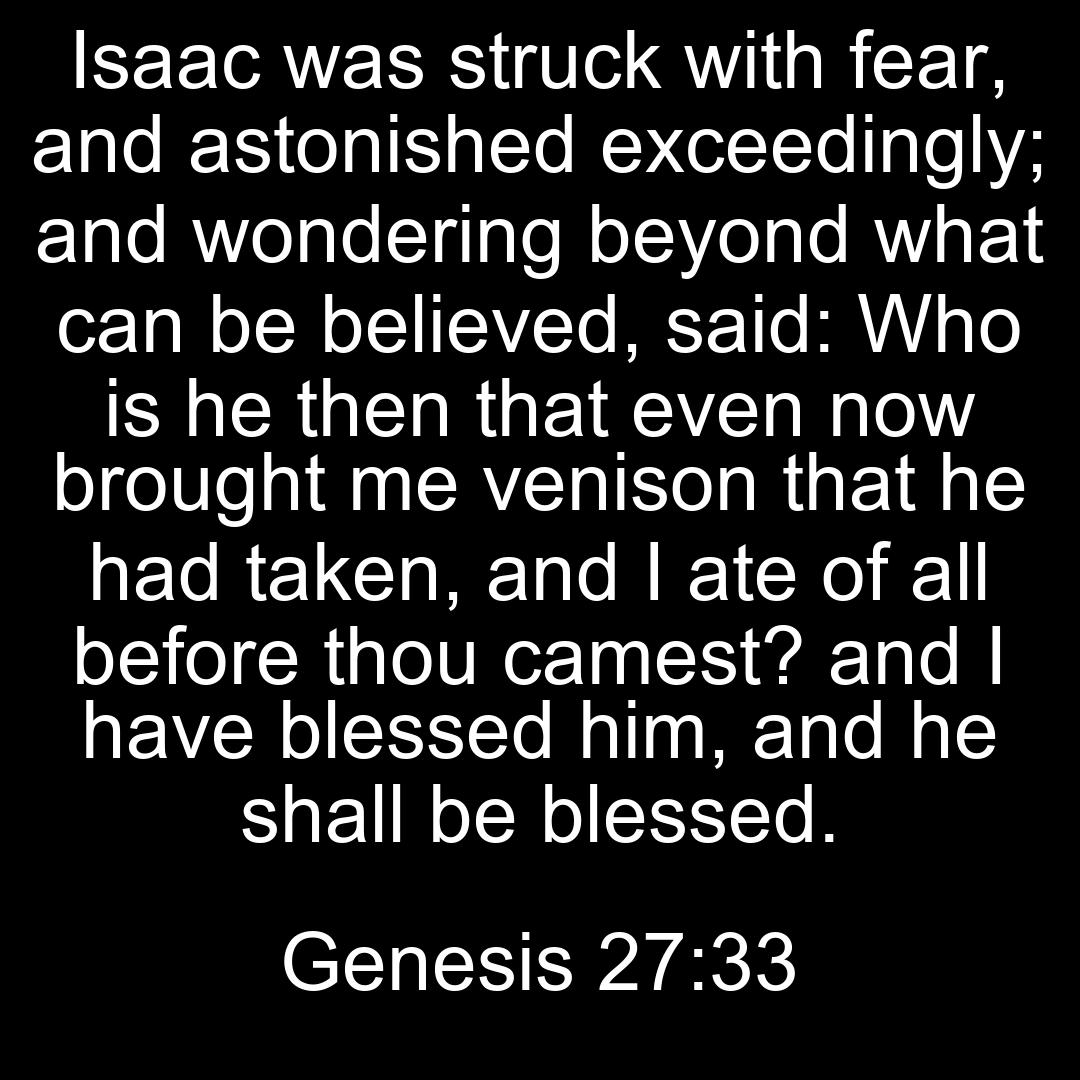 Isaac was struck with fear,
and astonished exceedingly;
and wondering beyond what
can be believed, said: Who
is he then that even now
brought me venison that he
had taken, and I ate of all
before thou camest? and I
have blessed him, and he
shall be blessed.
Genesis 27:33